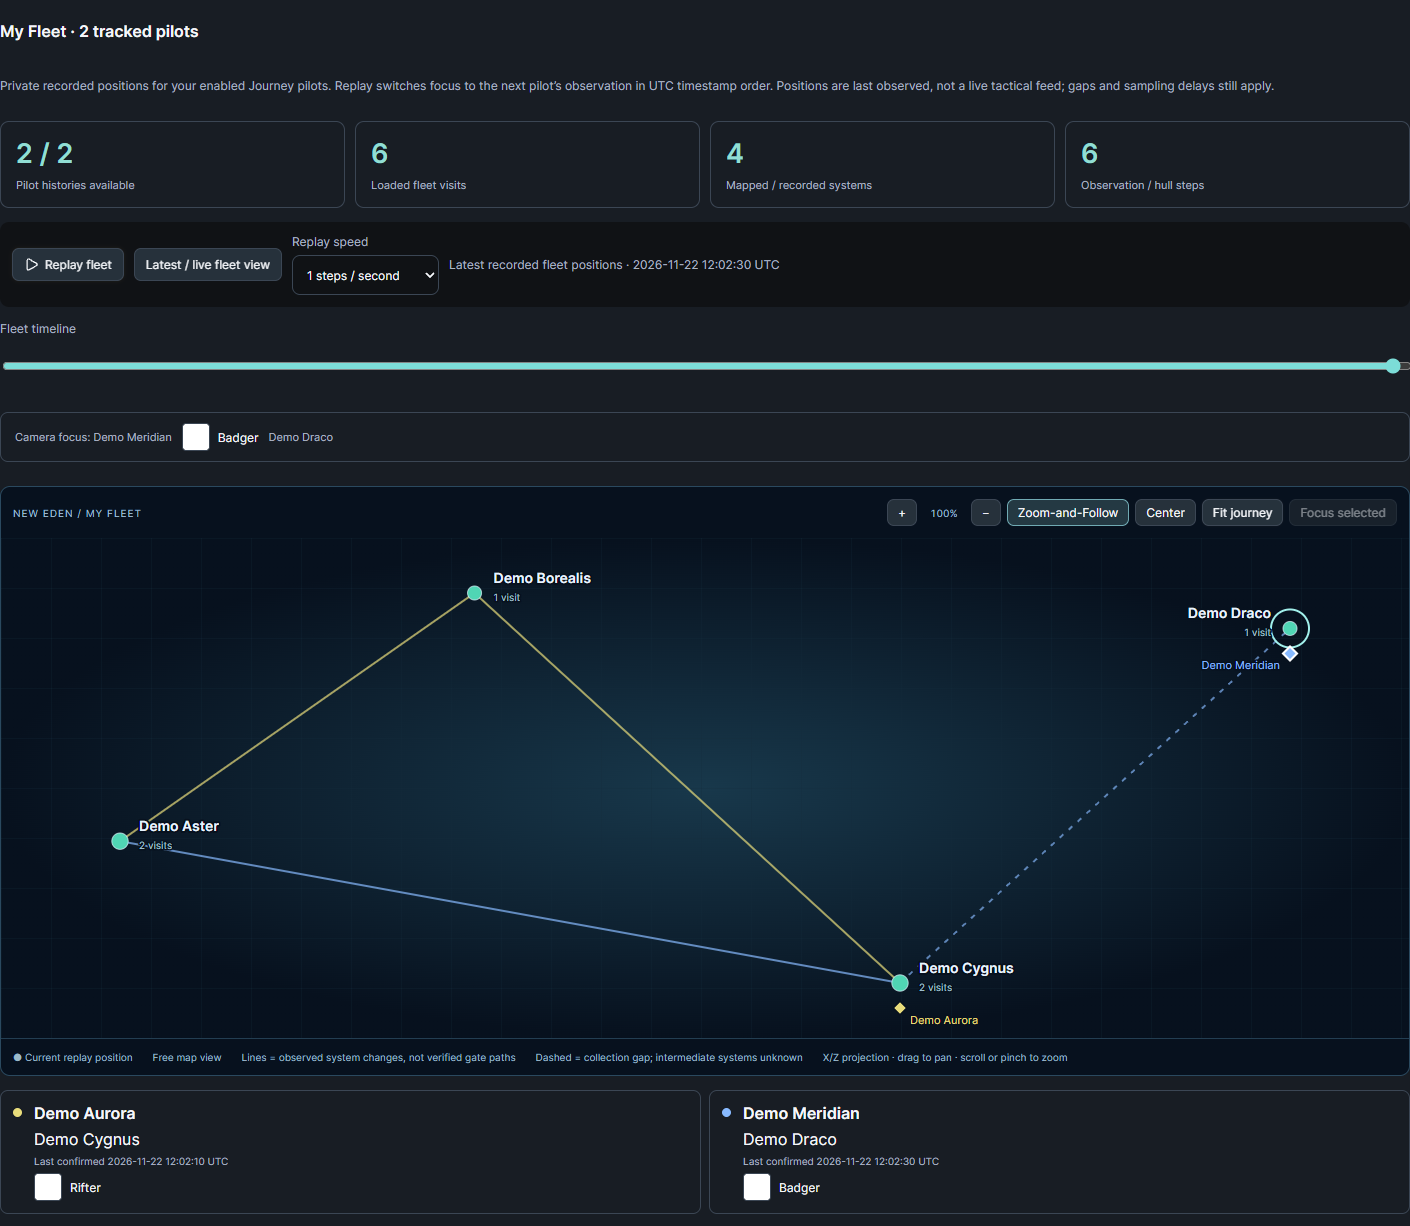 My Fleet · 2 tracked pilots
Private recorded positions for your enabled Journey pilots. Replay switches focus to the next pilot's observation in UTC timestamp order. Positions are last observed, not a live tactical feed; gaps and sampling delays still apply.
2 / 2
Pilot histories available
6
Loaded fleet visits
4
Mapped / recorded systems
6
Observation / hull steps
Replay fleet
Latest / live fleet view
Replay speed
1 steps / second
Latest recorded fleet positions · 2026-11-22 12:02:30 UTC
Fleet timeline
Camera focus: Demo Meridian
Badger
Demo Draco
NEW EDEN / MY FLEET
+
100%
−
Zoom-and-Follow
Center
Fit journey
Focus selected
Demo Borealis
1 visit
Demo Draco
1 visit
Demo Meridian
Demo Aster
2 visits
Demo Cygnus
2 visits
Demo Aurora
Current replay position
Free map view
Lines = observed system changes, not verified gate paths
Dashed = collection gap; intermediate systems unknown
X/Z projection · drag to pan · scroll or pinch to zoom
Demo Aurora
Demo Cygnus
Last confirmed 2026-11-22 12:02:10 UTC
Rifter
Demo Meridian
Demo Draco
Last confirmed 2026-11-22 12:02:30 UTC
Badger